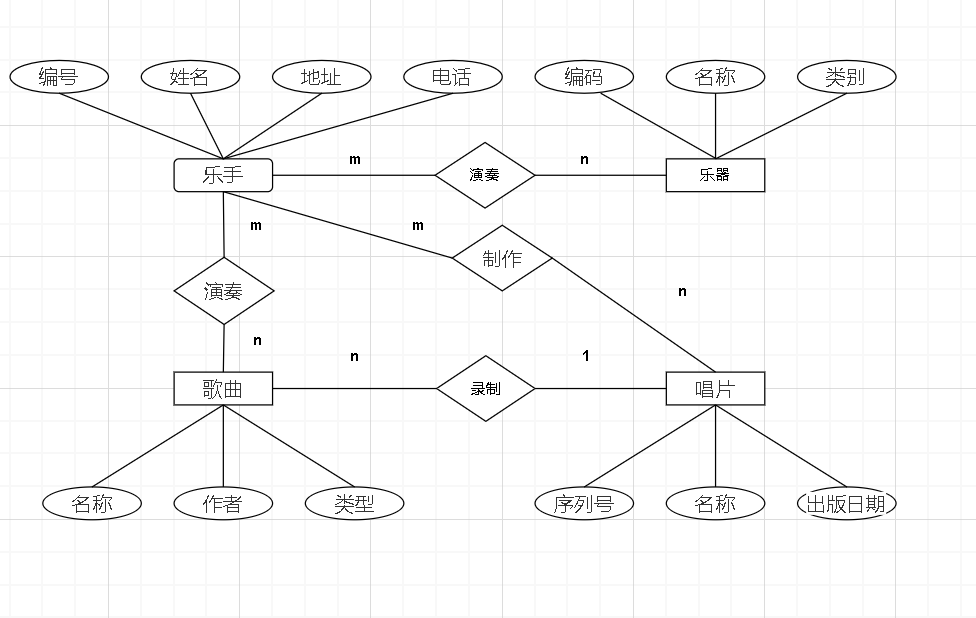 编号 姓名 地址 电话 编码 名称 类别
m n
乐手 演奏 乐器
m m
制作
演奏 n
n n 1
歌曲 录制 唱片
名称 作者 类型 序列号 名称 出版日期